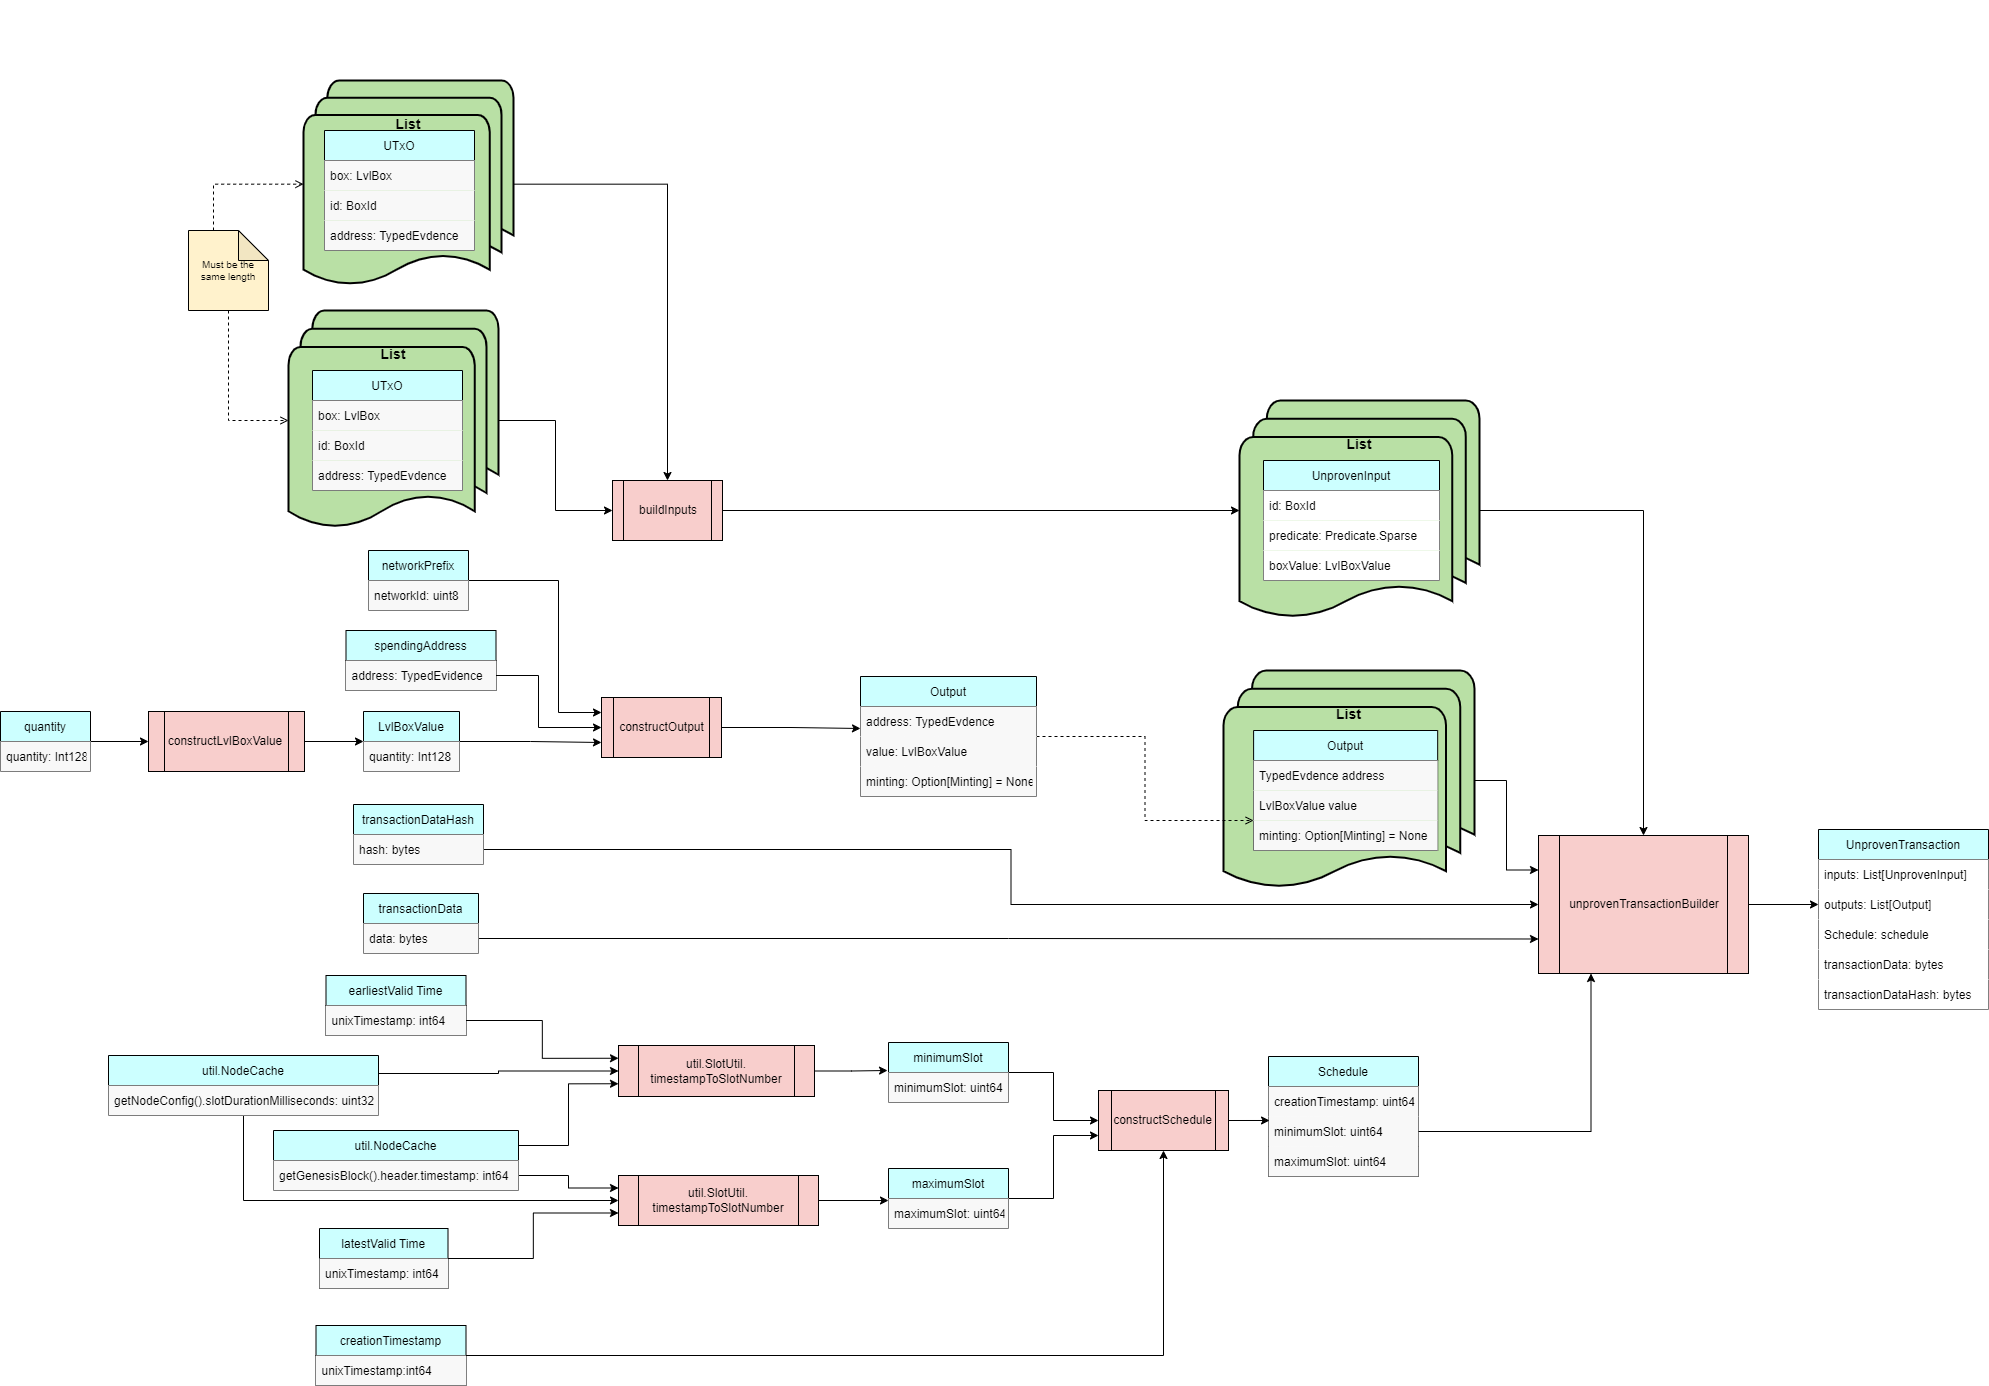 List
UTxO
box: LvlBox
id: BoxId
address: TypedEvdence
Must be the
same length
List
UTxO
box: LvlBox
id: BoxId
address: TypedEvdence
buildInputs
List
UnprovenInput
id: BoxId
predicate: Predicate.Sparse
boxValue: LvlBoxValue
networkPrefix
networkId: uint8
spendingAddress
address: TypedEvidence
quantity
quantity: Int128
constructLvlBoxValue
LvlBoxValue
quantity: Int128
constructOutput
Output
address: TypedEvdence
value: LvlBoxValue
minting: Option[Minting] = None
List
Output
TypedEvdence address
LvlBoxValue value
minting: Option[Minting] = None
transactionDataHash
hash: bytes
transactionData
data: bytes
unprovenTransactionBuilder
UnprovenTransaction
inputs: List[UnprovenInput]
outputs: List[Output]
Schedule: schedule
transactionData: bytes
transactionDataHash: bytes
earliestValid Time
unixTimestamp: int64
util.NodeCache
getNodeConfig().slotDurationMilliseconds: uint32
util.NodeCache
getGenesisBlock().header.timestamp: int64
util.SlotUtil.
timestampToSlotNumber
minimumSlot
minimumSlot: uint64
util.SlotUtil.
timestampToSlotNumber
maximumSlot
maximumSlot: uint64
constructSchedule
Schedule
creationTimestamp: uint64
minimumSlot: uint64
maximumSlot: uint64
latestValid Time
unixTimestamp: int64
creationTimestamp
unixTimestamp:int64